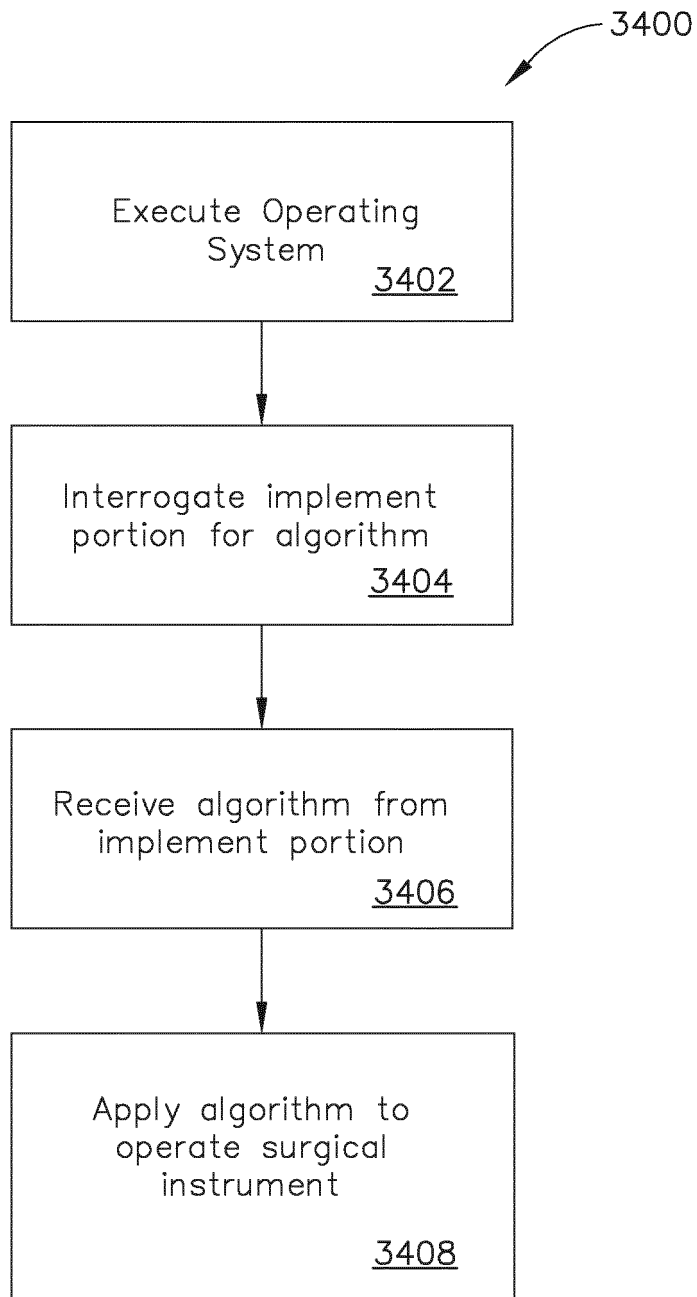 3400
Execute Operating
System
3402
Interrogate implement
portion for algorithm
3404
Receive algorithm from
implement portion
3406
Apply algorithm to
operate surgical
instrument
3408